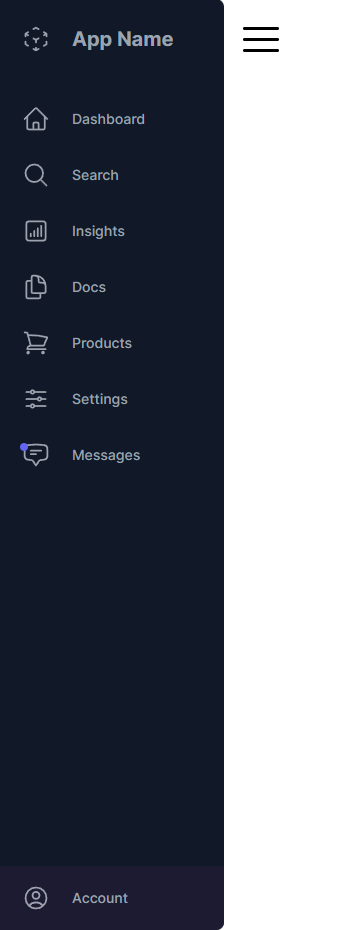 App Name
Dashboard
Search
Insights
Docs
Products
Settings
Messages
Account